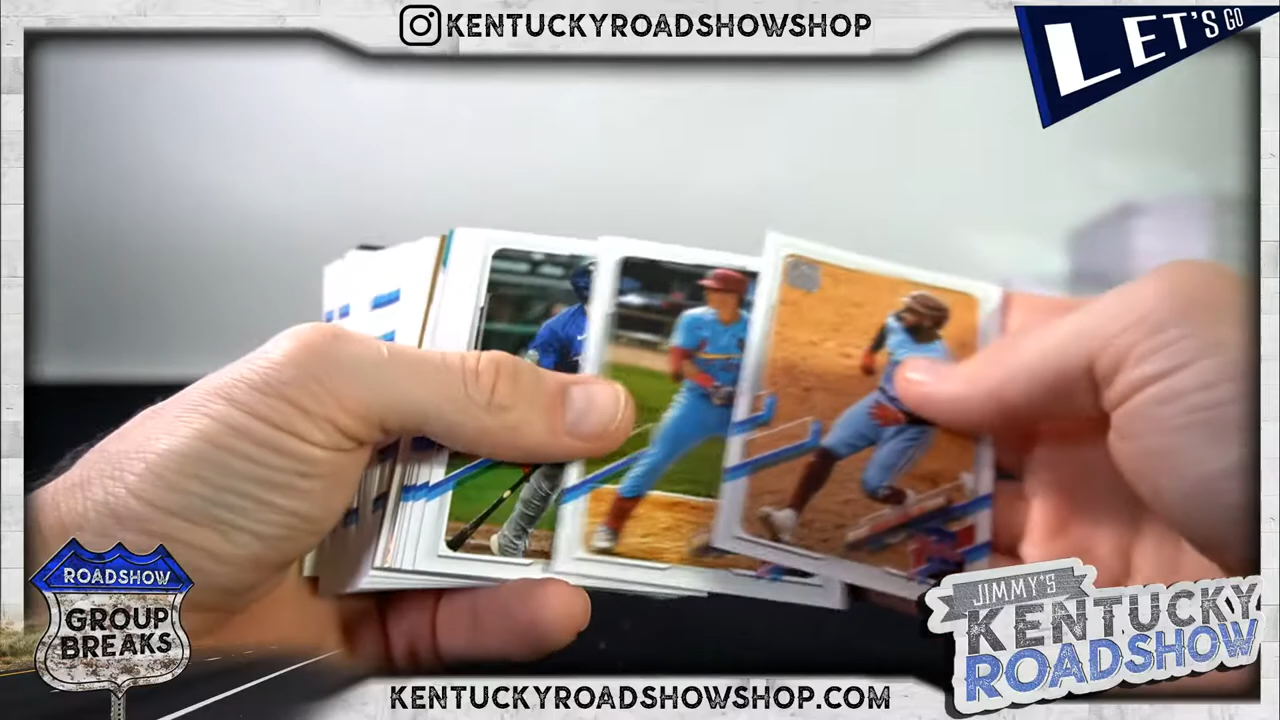 KENTUCKYROADSHOWSHOP
LET'S GO
ROADSHOW
GROUP
BREAKS
JIMMY'S
KENTUCKY
ROADSHOW
KENTUCKYROADSHOWSHOP.COM